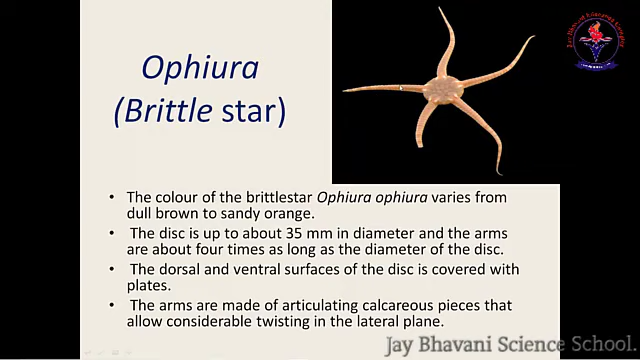 Ophiura
(Brittle star)
• The colour of the brittlestar Ophiura ophiura varies from
dull brown to sandy orange.
• The disc is up to about 35 mm in diameter and the arms
are about four times as long as the diameter of the disc.
• The dorsal and ventral surfaces of the disc is covered with
plates.
• The arms are made of articulating calcareous pieces that
allow considerable twisting in the lateral plane.
Jay Bhavani Science School.